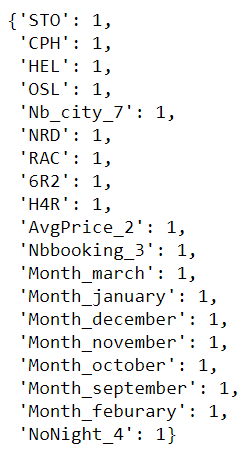 {'STO': 1,
'CPH': 1,
'HEL': 1,
'OSL': 1,
'Nb_city_7': 1,
'NRD': 1,
'RAC': 1,
'6R2': 1,
'H4R': 1,
'AvgPrice_2': 1,
'Nbbooking_3': 1,
'Month_march': 1,
'Month_january': 1,
'Month_december': 1,
'Month_november': 1,
'Month_october': 1,
'Month_september': 1,
'Month_feburary': 1,
'NoNight_4': 1}